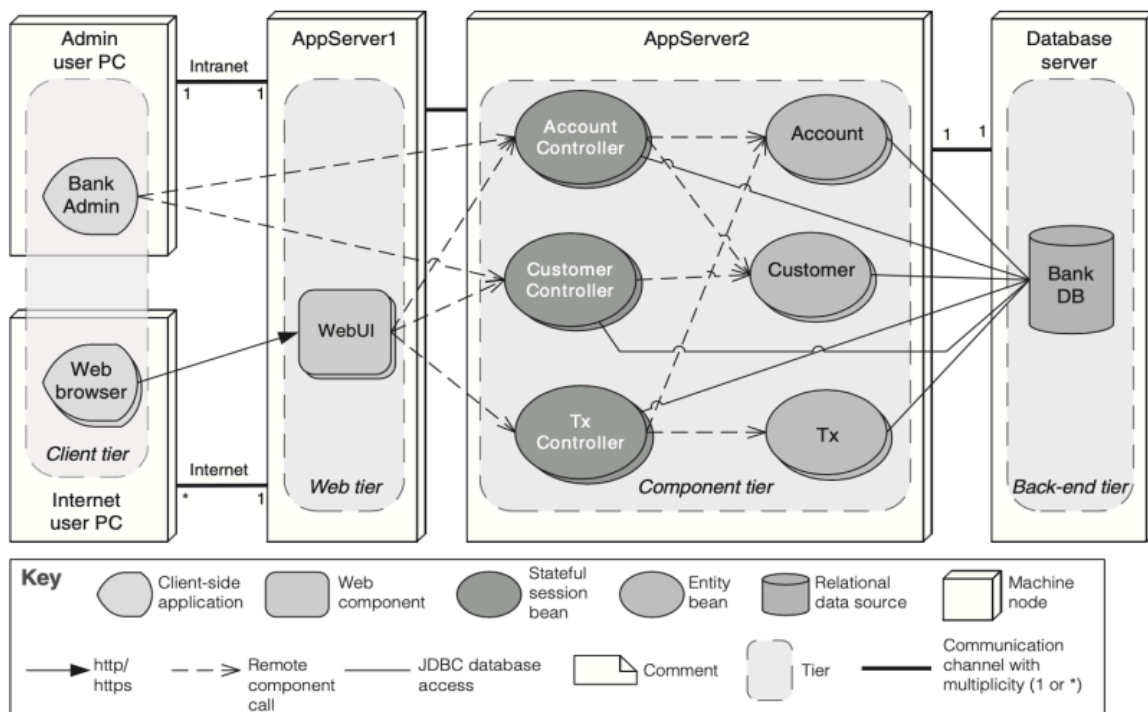 Admin
user PC
Intranet
1
1
AppServer1
AppServer2
Database
server
1
1
Bank
Admin
Account
Controller
Account
Customer
Controller
Customer
Bank
DB
WebUI
Web
browser
Tx
Controller
Tx
Client tier
Internet
*
1
Web tier
Component tier
Back-end tier
Internet
user PC
Key
Client-side
application
Web
component
Stateful
session
bean
Entity
bean
Relational
data source
Machine
node
http/
https
Remote
component
call
JDBC database
access
Comment
Tier
Communication
channel with
multiplicity (1 or *)